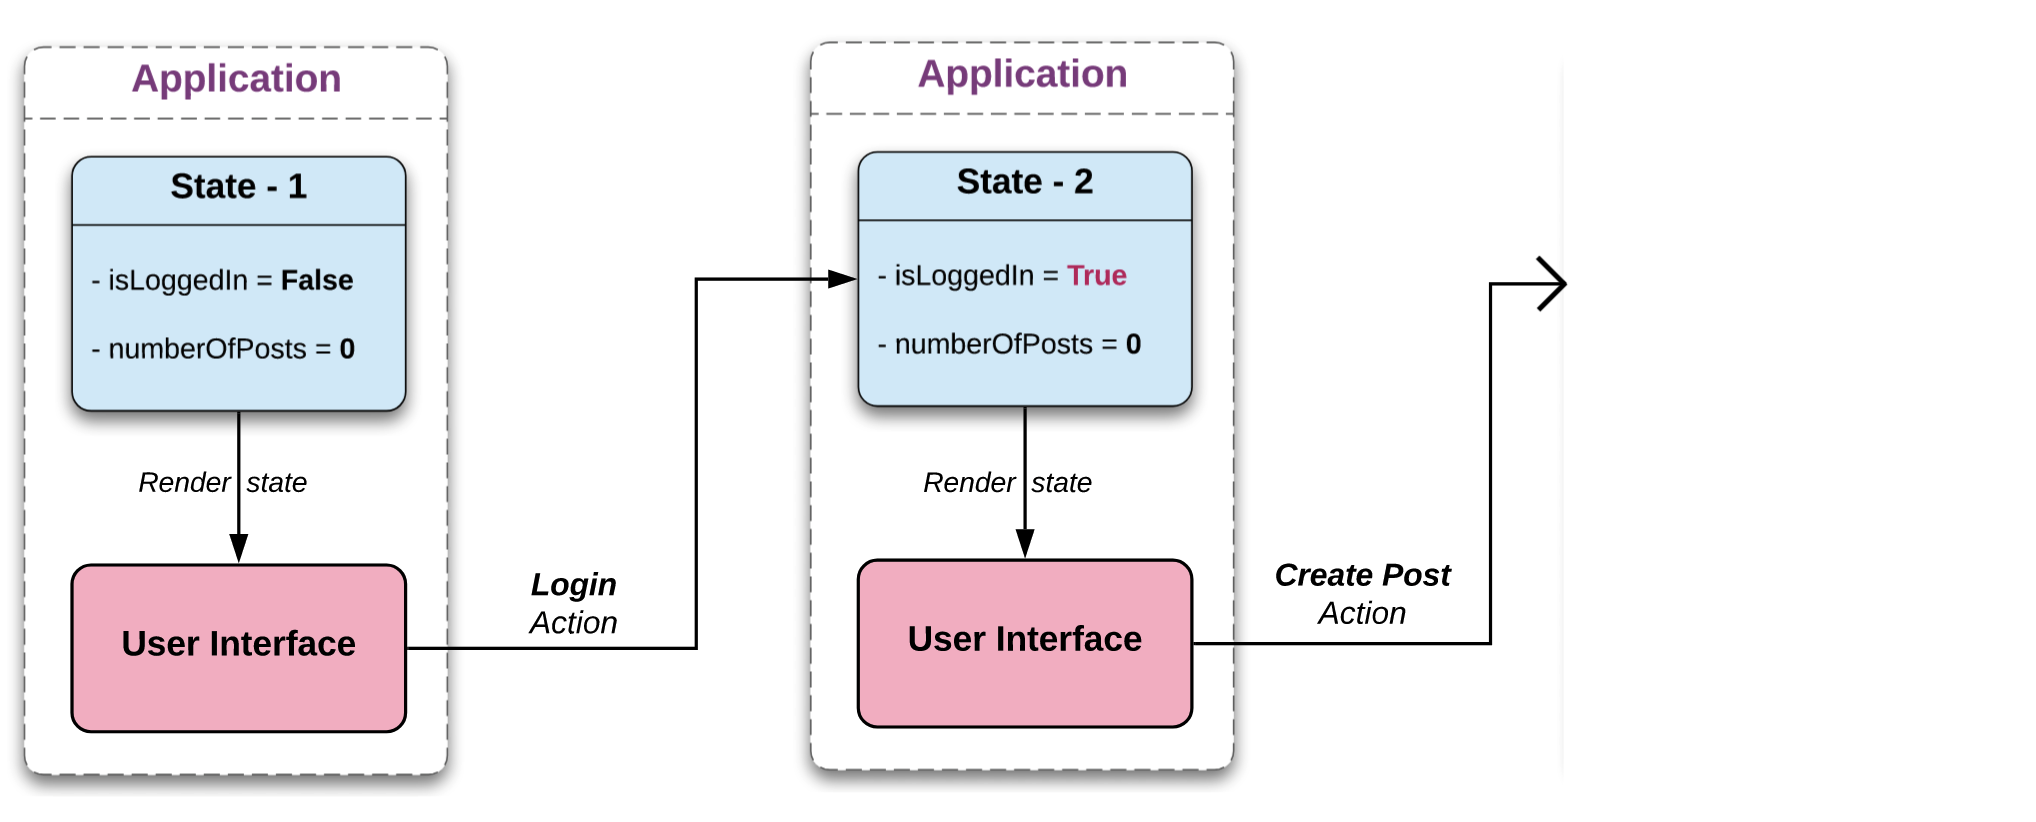 Application
State - 1
- isLoggedIn = False
- numberOfPosts = 0
Render state
User Interface
Login
Action
Application
State - 2
- isLoggedIn = True
- numberOfPosts = 0
Render state
User Interface
Create Post
Action